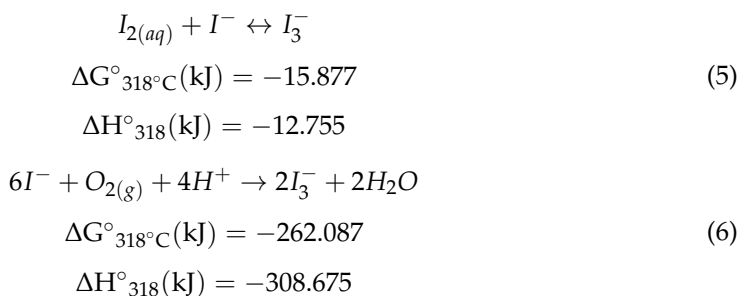 I₂₍ₐq₎ + I⁻ ↔ I₃⁻
ΔG°₃₁₈°C(kJ) = −15.877 (5)
ΔH°₃₁₈(kJ) = −12.755
6I⁻ + O₂₍g₎ + 4H⁺ → 2I₃⁻ + 2H₂O
ΔG°₃₁₈°C(kJ) = −262.087 (6)
ΔH°₃₁₈(kJ) = −308.675